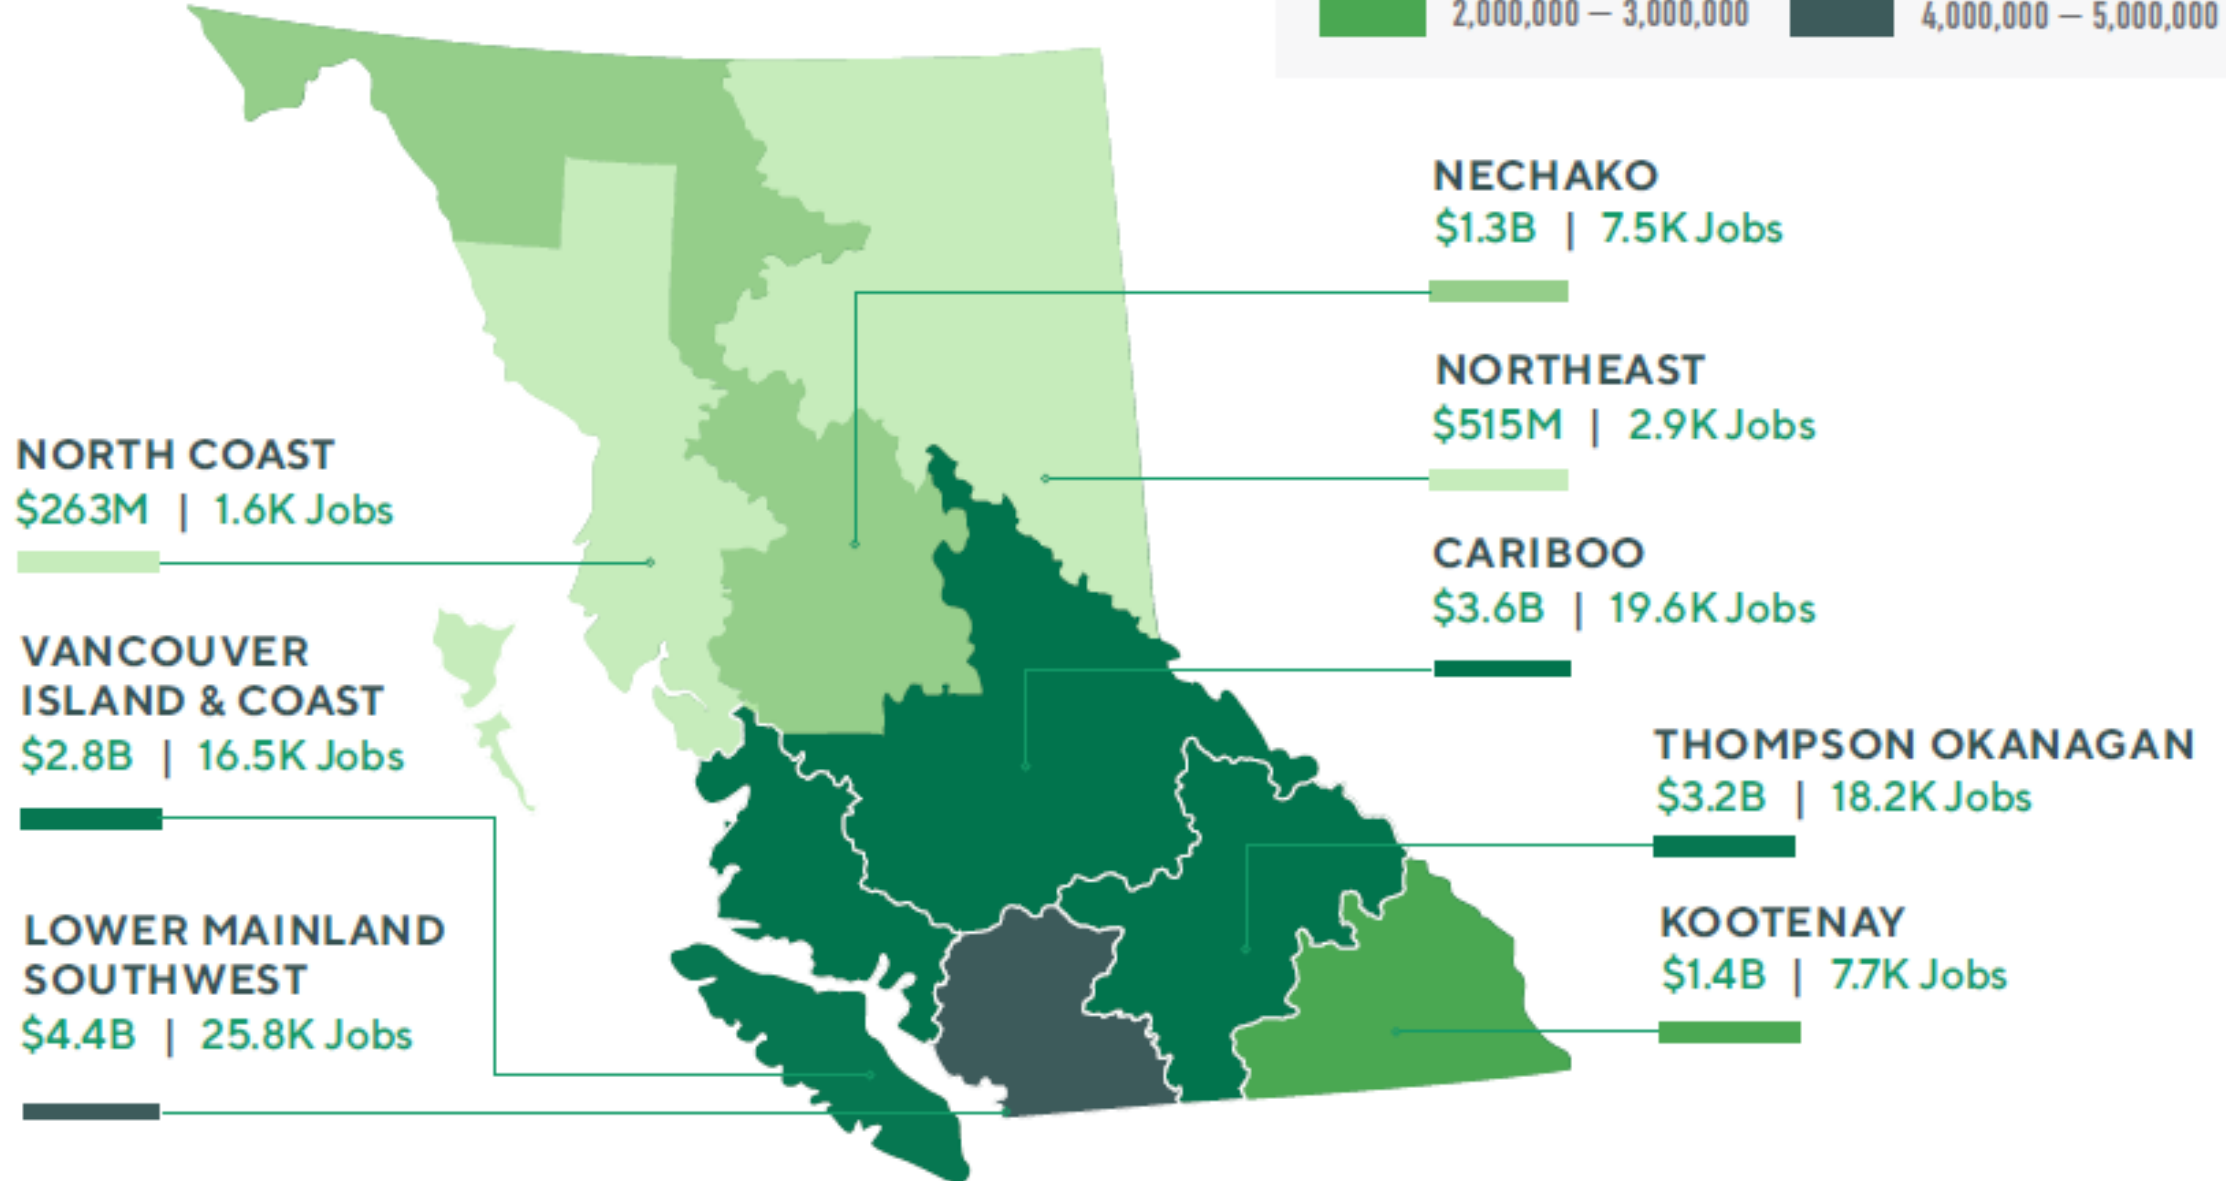 2,000,000 – 3,000,000
4,000,000 – 5,000,000
NECHAKO
$1.3B | 7.5K Jobs
NORTHEAST
$515M | 2.9K Jobs
NORTH COAST
$263M | 1.6K Jobs
CARIBOO
$3.6B | 19.6K Jobs
VANCOUVER
ISLAND & COAST
$2.8B | 16.5K Jobs
THOMPSON OKANAGAN
$3.2B | 18.2K Jobs
LOWER MAINLAND
SOUTHWEST
$4.4B | 25.8K Jobs
KOOTENAY
$1.4B | 7.7K Jobs